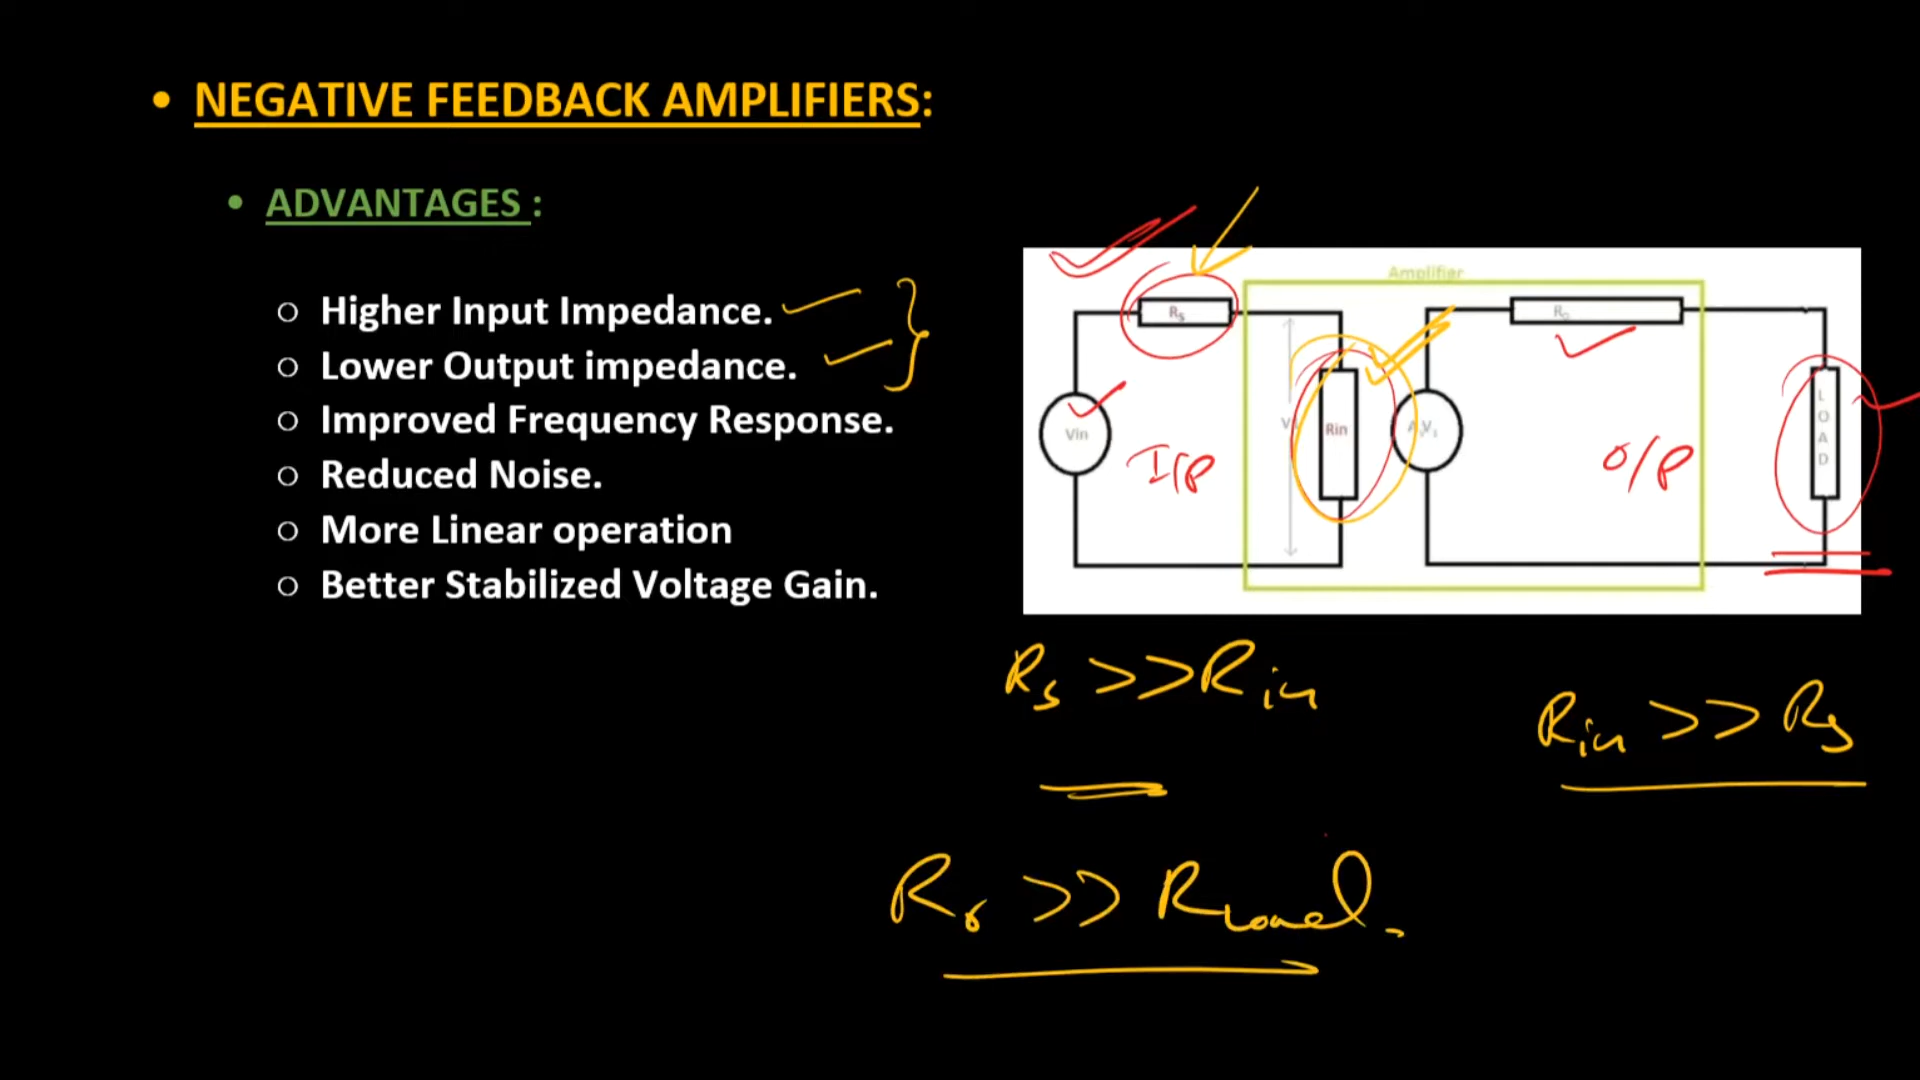 • NEGATIVE FEEDBACK AMPLIFIERS:
• ADVANTAGES :
○ Higher Input Impedance.
○ Lower Output impedance.
○ Improved Frequency Response.
○ Reduced Noise.
○ More Linear operation
○ Better Stabilized Voltage Gain.
Amplifier
Rs
Ro
Vin
Rin
LOAD
I/P
O/P
Rs >> Rin
Rin >> Rs
Ro >> Rload.